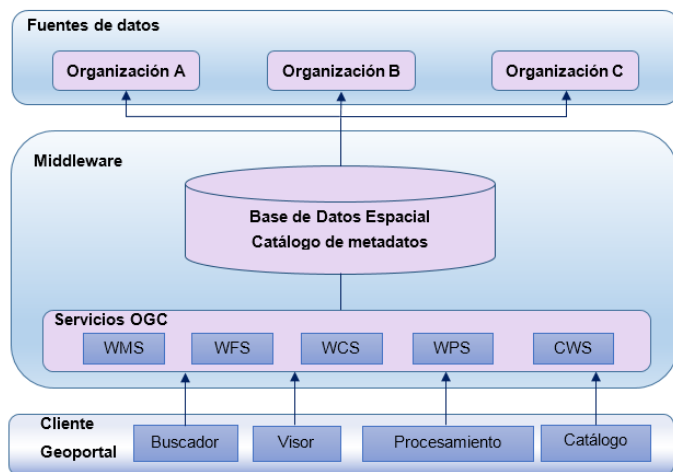 Fuentes de datos
Organización A
Organización B
Organización C
Middleware
Base de Datos Espacial
Catálogo de metadatos
Servicios OGC
WMS
WFS
WCS
WPS
CWS
Cliente
Geoportal
Buscador
Visor
Procesamiento
Catálogo